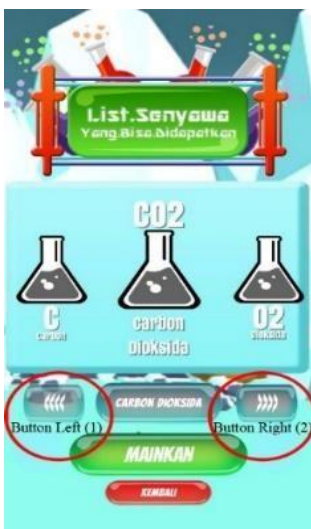 List.Senyawa
Yang.Bisa.Didapatkan
CO2
C
carbon
carbon
Dioksida
O2
Dioksida
<<<<
CARBON DIOKSIDA
>>>>
Button Left (1)
Button Right (2)
MAINKAN
KEMBALI